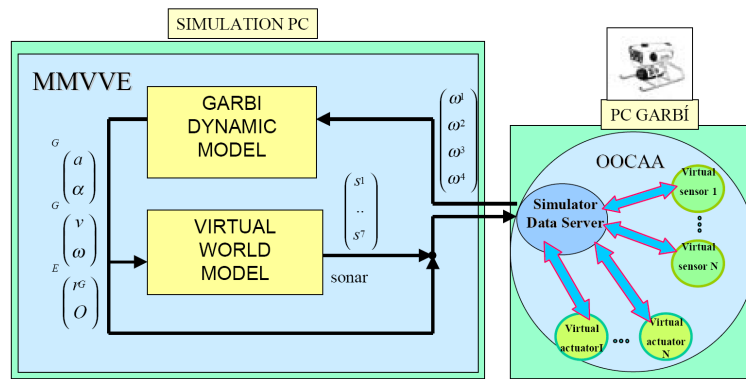 SIMULATION PC
MMVVE
GARBI
DYNAMIC
MODEL
G
a
α
G
v
ω
E
rG
O
VIRTUAL
WORLD
MODEL
s1
..
s7
sonar
ω1
ω2
ω3
ω4
PC GARBÍ
OOCAA
Simulator
Data Server
Virtual
sensor 1
Virtual
sensor N
Virtual
actuator1
Virtual
actuator
N